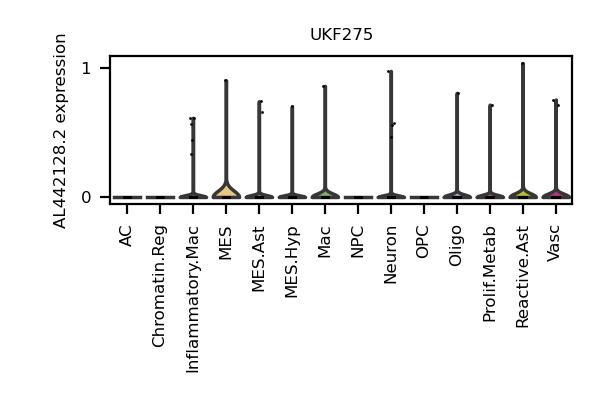 UKF275
AL442128.2 expression
1
0
AC
Chromatin.Reg
Inflammatory.Mac
MES
MES.Ast
MES.Hyp
Mac
NPC
Neuron
OPC
Oligo
Prolif.Metab
Reactive.Ast
Vasc